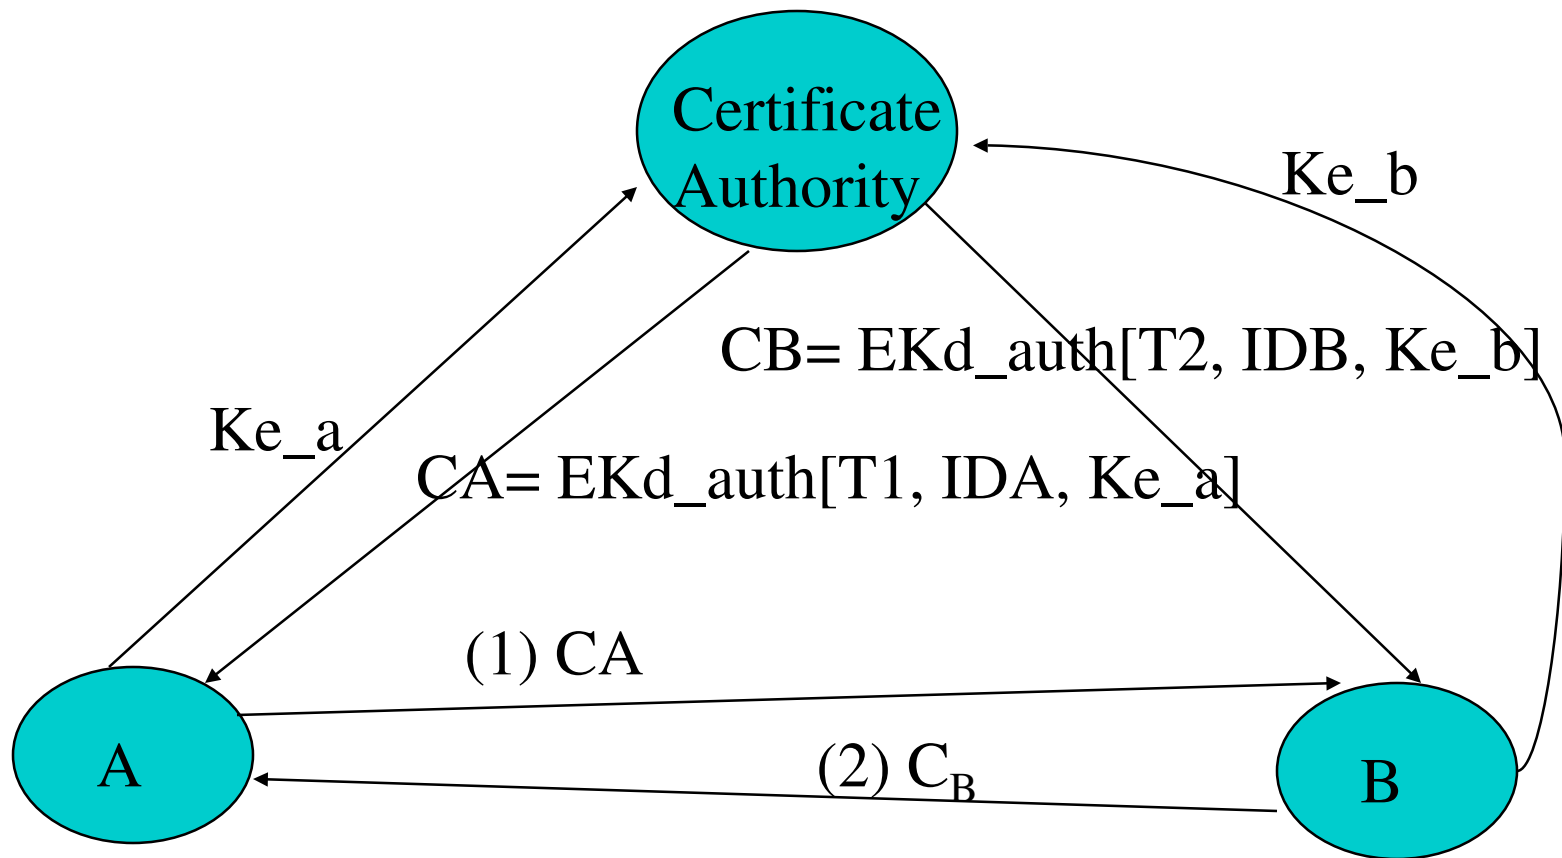 Certificate
Authority
Ke_b
CB= EKd_auth[T2, IDB, Ke_b]
Ke_a
CA= EKd_auth[T1, IDA, Ke_a]
(1) CA
(2) CB
A
B